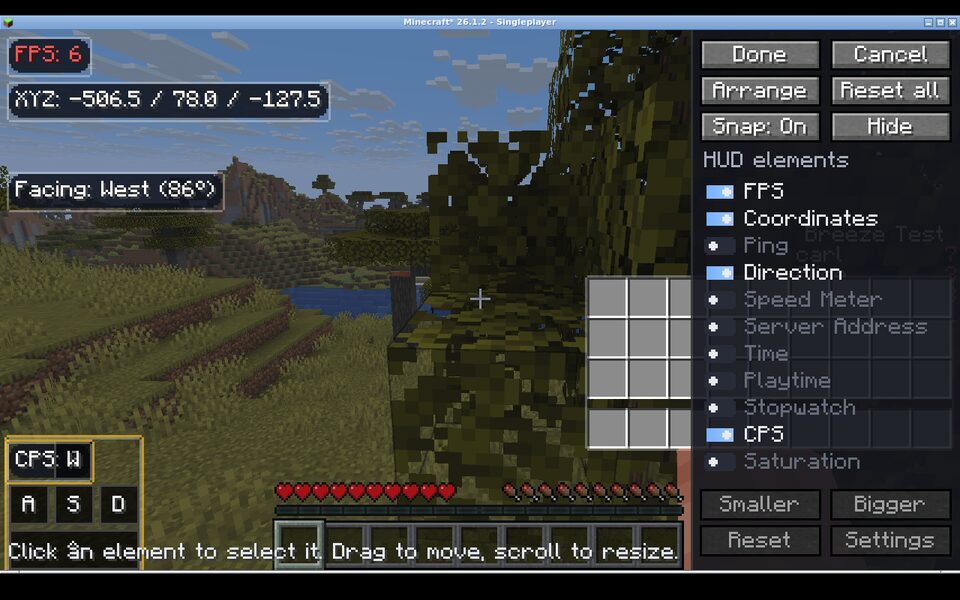 Minecraft* 26.1.2 - Singleplayer
FPS: 6
XYZ: -506.5 / 78.0 / -127.5
Facing: West (86°)
Done
Cancel
Arrange
Reset all
Snap: On
Hide
HUD elements
FPS
Coordinates
Breeze Test
Ping
carl
Direction
Speed Meter
Server Address
Time
Playtime
Stopwatch
CPS
Saturation
CPS W
A S D
Click an element to select it. Drag to move, scroll to resize.
Smaller
Bigger
Reset
Settings